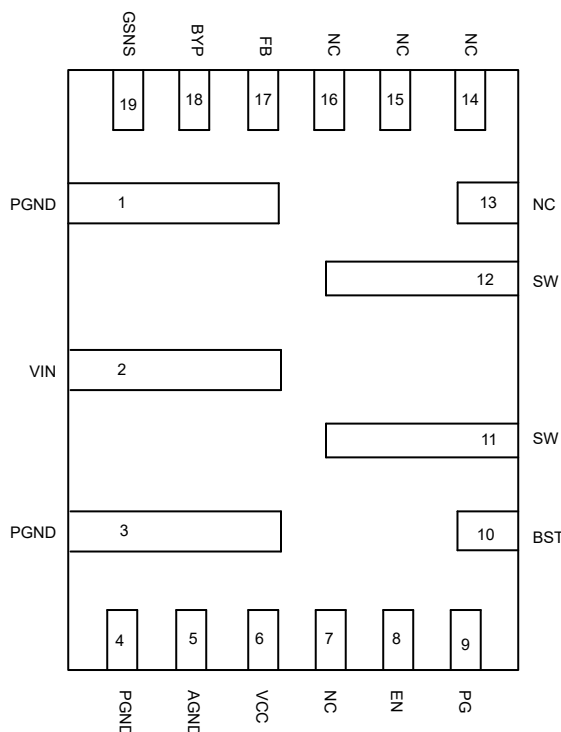 GSNS BYP FB NC NC NC
19 18 17 16 15 14
PGND 1 13 NC
12 SW
VIN 2
11 SW
PGND 3 10 BST
4 5 6 7 8 9
PGND AGND VCC NC EN PG